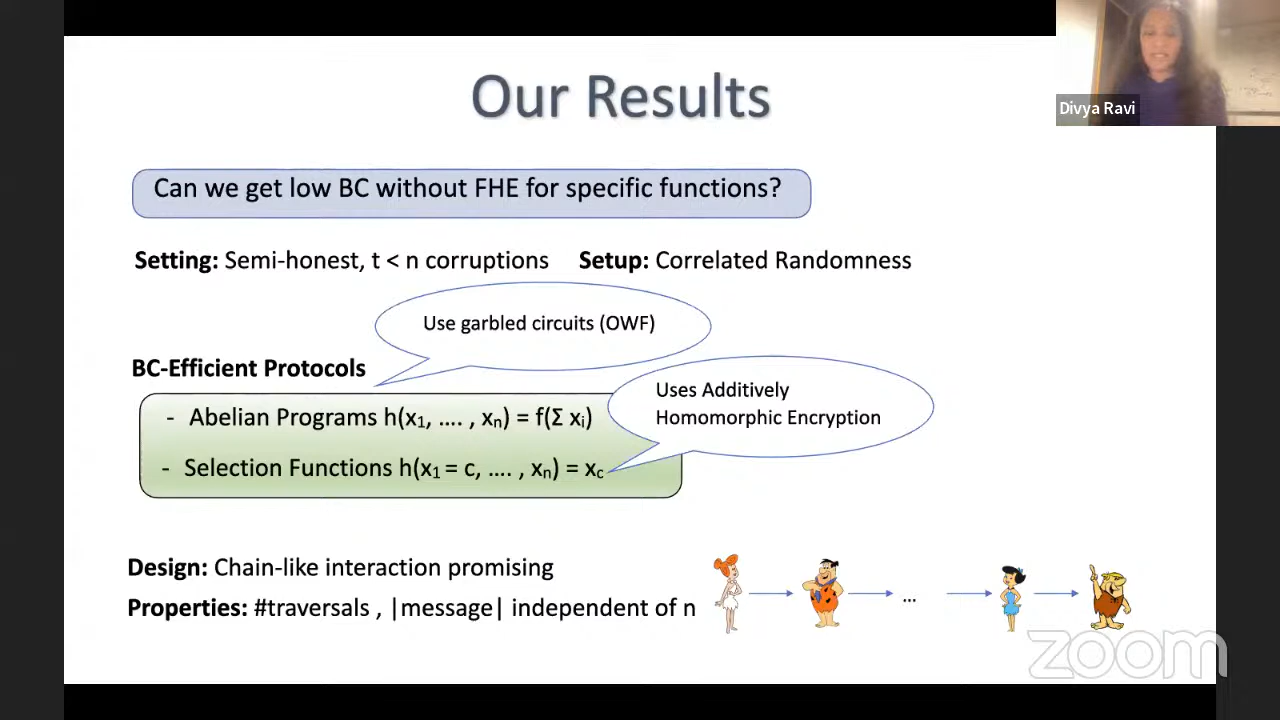 Our Results
Divya Ravi
Can we get low BC without FHE for specific functions?
Setting: Semi-honest, t < n corruptions Setup: Correlated Randomness
Use garbled circuits (OWF)
BC-Efficient Protocols
Uses Additively
Homomorphic Encryption
- Abelian Programs h(x₁, …. , xₙ) = f(Σ xᵢ)
- Selection Functions h(x₁ = c, …. , xₙ) = x꜀
Design: Chain-like interaction promising
Properties: #traversals , |message| independent of n
...
zoom